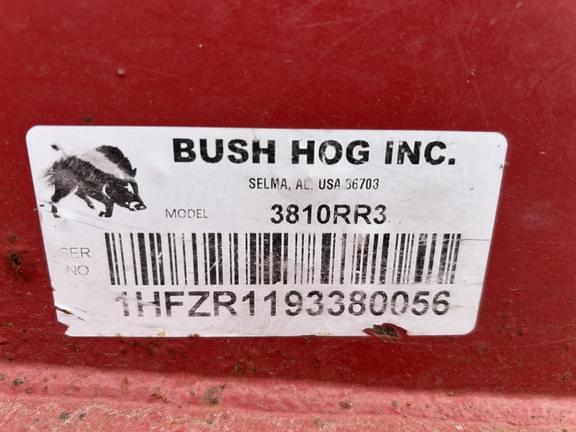 BUSH HOG INC.
SELMA, AL. USA 36703
MODEL 3810RR3
SER
NO
1HFZR1193380056